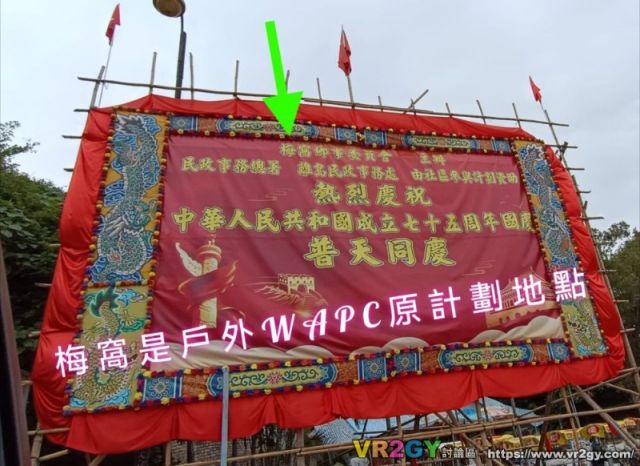 梅窩鄉事委員會 主辦
民政事務總署 離島民政事務處 由社區參與計劃資助
熱烈慶祝
中華人民共和國成立七十五周年國慶
普天同慶
梅窩是戶外WAPC原計劃地點
VR2GY討論區 https://www.vr2gy.com